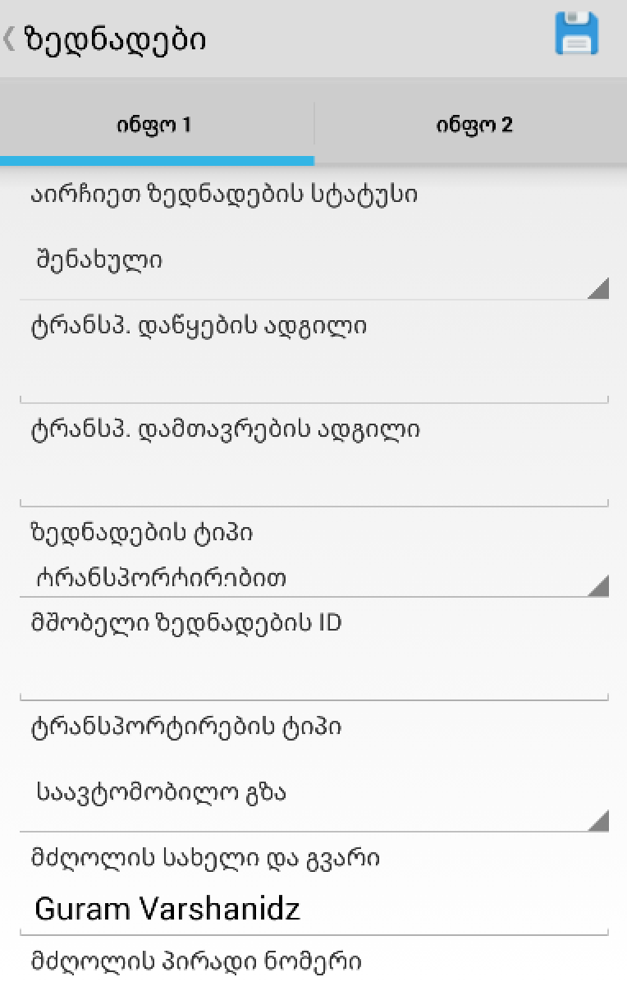 ზედნადები
ინფო 1
ინფო 2
აირჩიეთ ზედნადების სტატუსი
შენახული
ტრანსპ. დაწყების ადგილი
ტრანსპ. დამთავრების ადგილი
ზედნადების ტიპი
ტრანსპორტირებით
მშობელი ზედნადების ID
ტრანსპორტირების ტიპი
საავტომობილო გზა
მძღოლის სახელი და გვარი
Guram Varshanidz
მძღოლის პირადი ნომერი